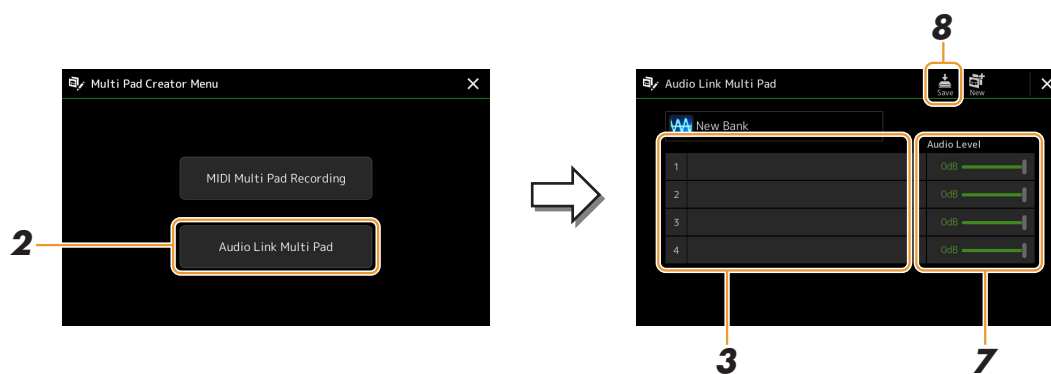 8
Multi Pad Creator Menu
MIDI Multi Pad Recording
2
Audio Link Multi Pad
Audio Link Multi Pad
Save
New
New Bank
Audio Level
1
0dB
2
0dB
3
0dB
4
0dB
3
7